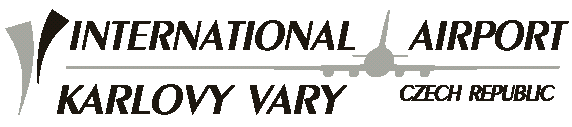 INTERNATIONAL AIRPORT
KARLOVY VARY CZECH REPUBLIC